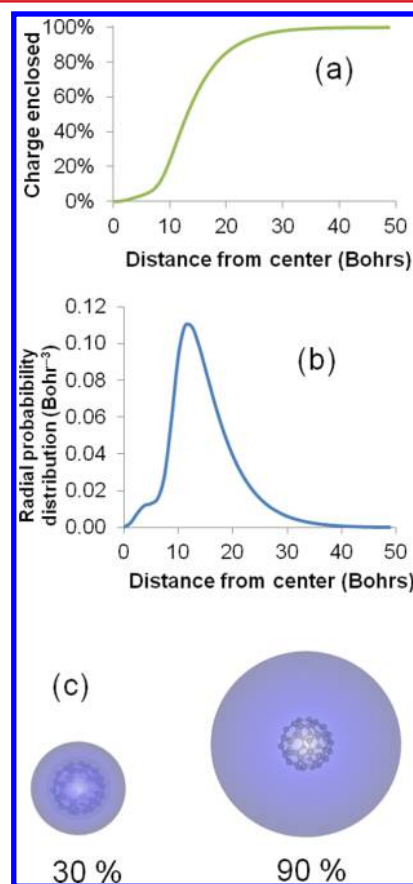 100%
80%
60%
40%
20%
0%
Charge enclosed
(a)
0 10 20 30 40 50
Distance from center (Bohrs)
0.12
0.10
0.08
0.06
0.04
0.02
0.00
Radial probabibility
distribution (Bohr⁻³)
(b)
0 10 20 30 40 50
Distance from center (Bohrs)
(c)
30 % 90 %